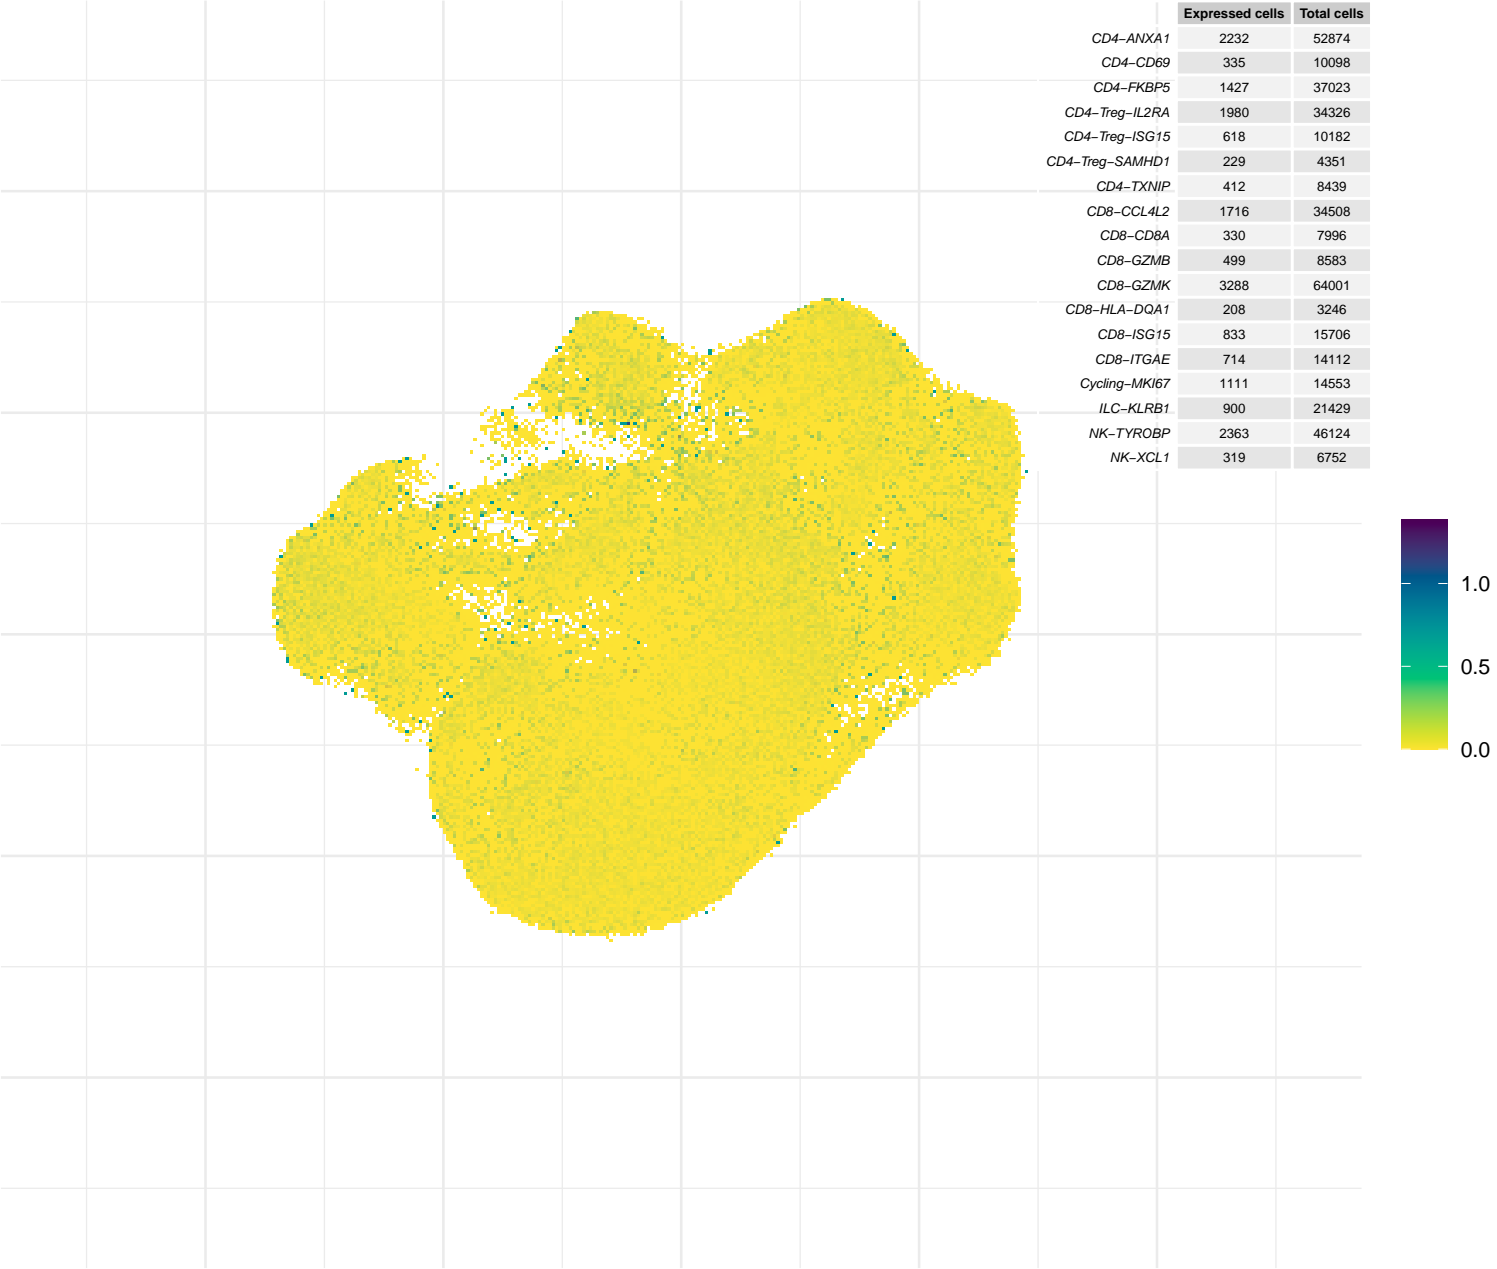 Expressed cells Total cells
CD4−ANXA1 2232 52874
CD4−CD69 335 10098
CD4−FKBP5 1427 37023
CD4−Treg−IL2RA 1980 34326
CD4−Treg−ISG15 618 10182
CD4−Treg−SAMHD1 229 4351
CD4−TXNIP 412 8439
CD8−CCL4L2 1716 34508
CD8−CD8A 330 7996
CD8−GZMB 499 8583
CD8−GZMK 3288 64001
CD8−HLA−DQA1 208 3246
CD8−ISG15 833 15706
CD8−ITGAE 714 14112
Cycling−MKI67 1111 14553
ILC−KLRB1 900 21429
NK−TYROBP 2363 46124
NK−XCL1 319 6752
1.0
0.5
0.0